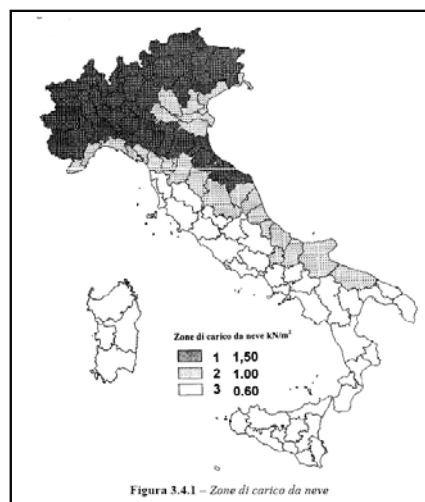 Zone di carico da neve kN/m²
1 1,50
2 1.00
3 0.60
Figura 3.4.1 – Zone di carico da neve